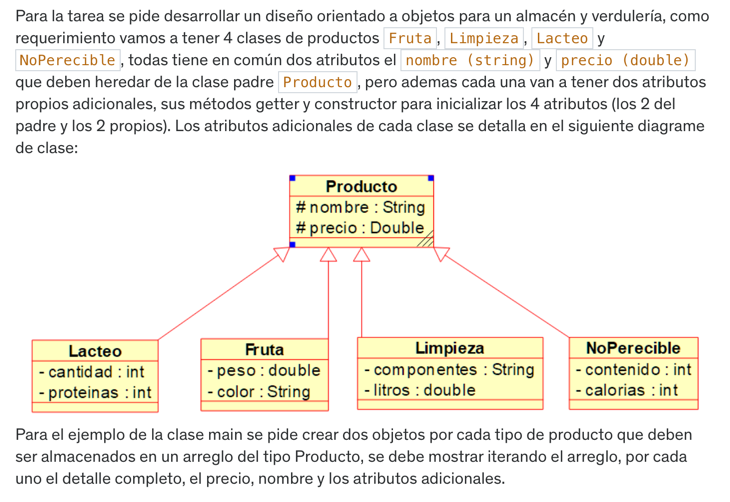 Para la tarea se pide desarrollar un diseño orientado a objetos para un almacén y verdulería, como
requerimiento vamos a tener 4 clases de productos Fruta, Limpieza, Lacteo y
NoPerecible, todas tiene en común dos atributos el nombre (string) y precio (double)
que deben heredar de la clase padre Producto, pero ademas cada una van a tener dos atributos
propios adicionales, sus métodos getter y constructor para inicializar los 4 atributos (los 2 del
padre y los 2 propios). Los atributos adicionales de cada clase se detalla en el siguiente diagrame
de clase:
Producto
# nombre : String
# precio : Double
Lacteo
- cantidad : int
- proteinas : int
Fruta
- peso : double
- color : String
Limpieza
- componentes : String
- litros : double
NoPerecible
- contenido : int
- calorias : int
Para el ejemplo de la clase main se pide crear dos objetos por cada tipo de producto que deben
ser almacenados en un arreglo del tipo Producto, se debe mostrar iterando el arreglo, por cada
uno el detalle completo, el precio, nombre y los atributos adicionales.